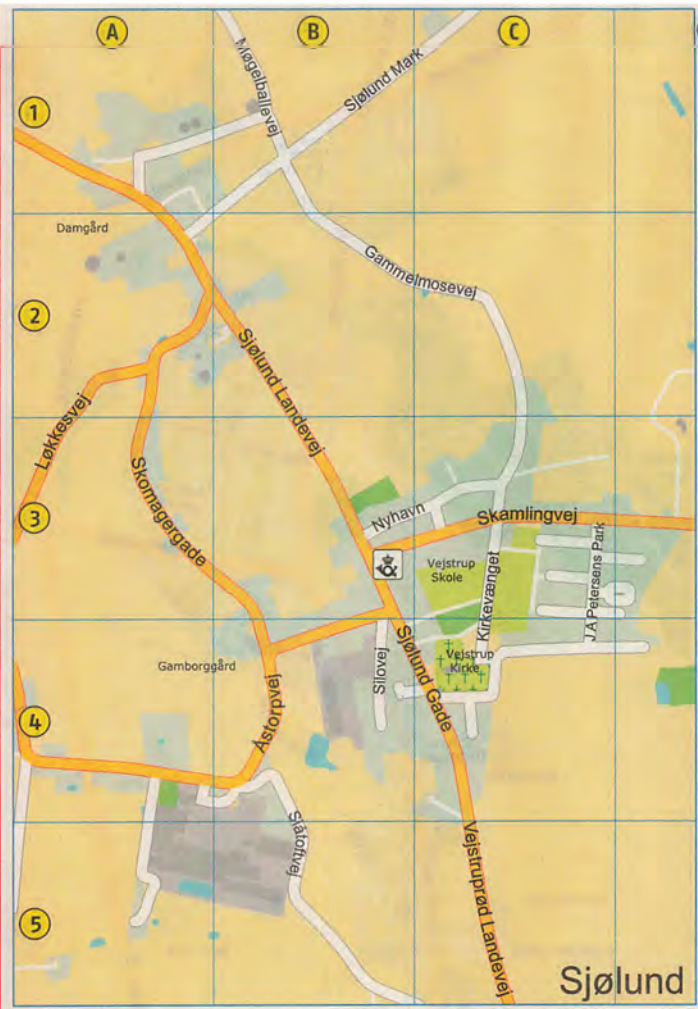 A
B
C
1
Møgelballevej
Sjølund Mark
Damgård
Gammelmosevej
2
Sjølund Landevej
Løkkesvej
Skomagergade
3
Nyhavn
Skamlingvej
Vejstrup
Skole
Kirkevænget
J A Petersens Park
Gamborggård
Åstorpvej
Silovej
Sjølund Gade
Vejstrup
Kirke
4
Slåtoftvej
Vejstruprød Landevej
5
Sjølund